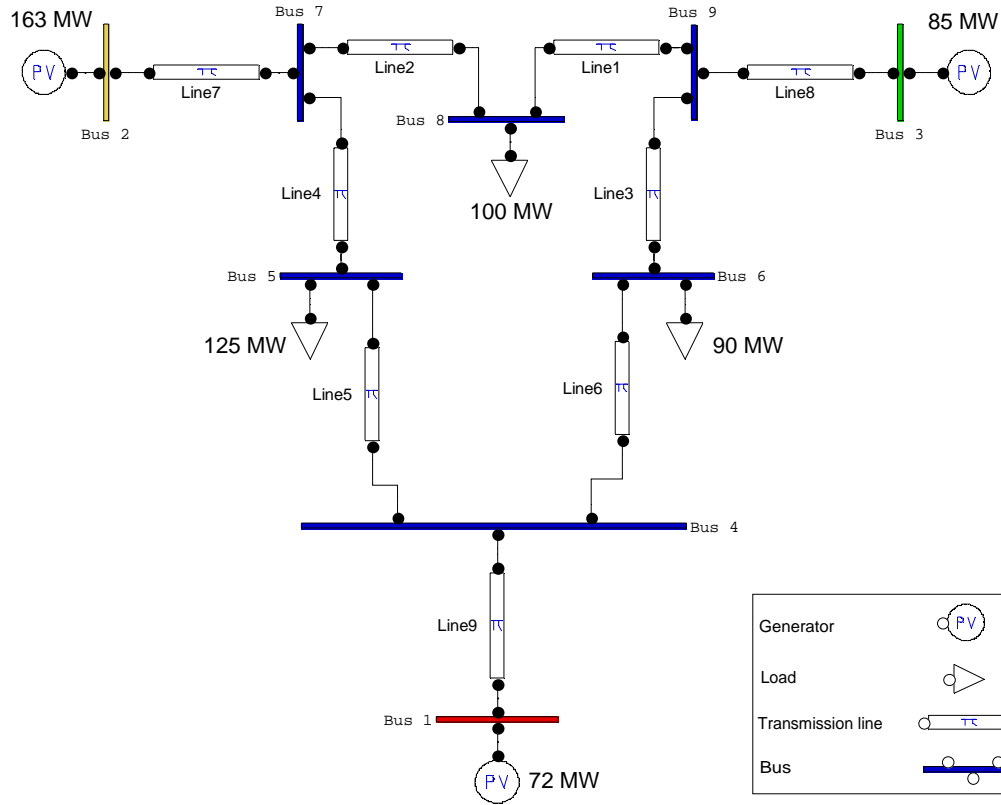 163 MW
Bus 7
Bus 9
85 MW
PV
π
Line7
Bus 2
π
Line2
π
Line1
π
Line8
PV
Bus 3
Bus 8
100 MW
Line4
π
Line3
π
Bus 5
Bus 6
125 MW
90 MW
Line5
π
Line6
π
Bus 4
Line9
π
Bus 1
PV
72 MW
Generator
PV
Load
Transmission line
π
Bus